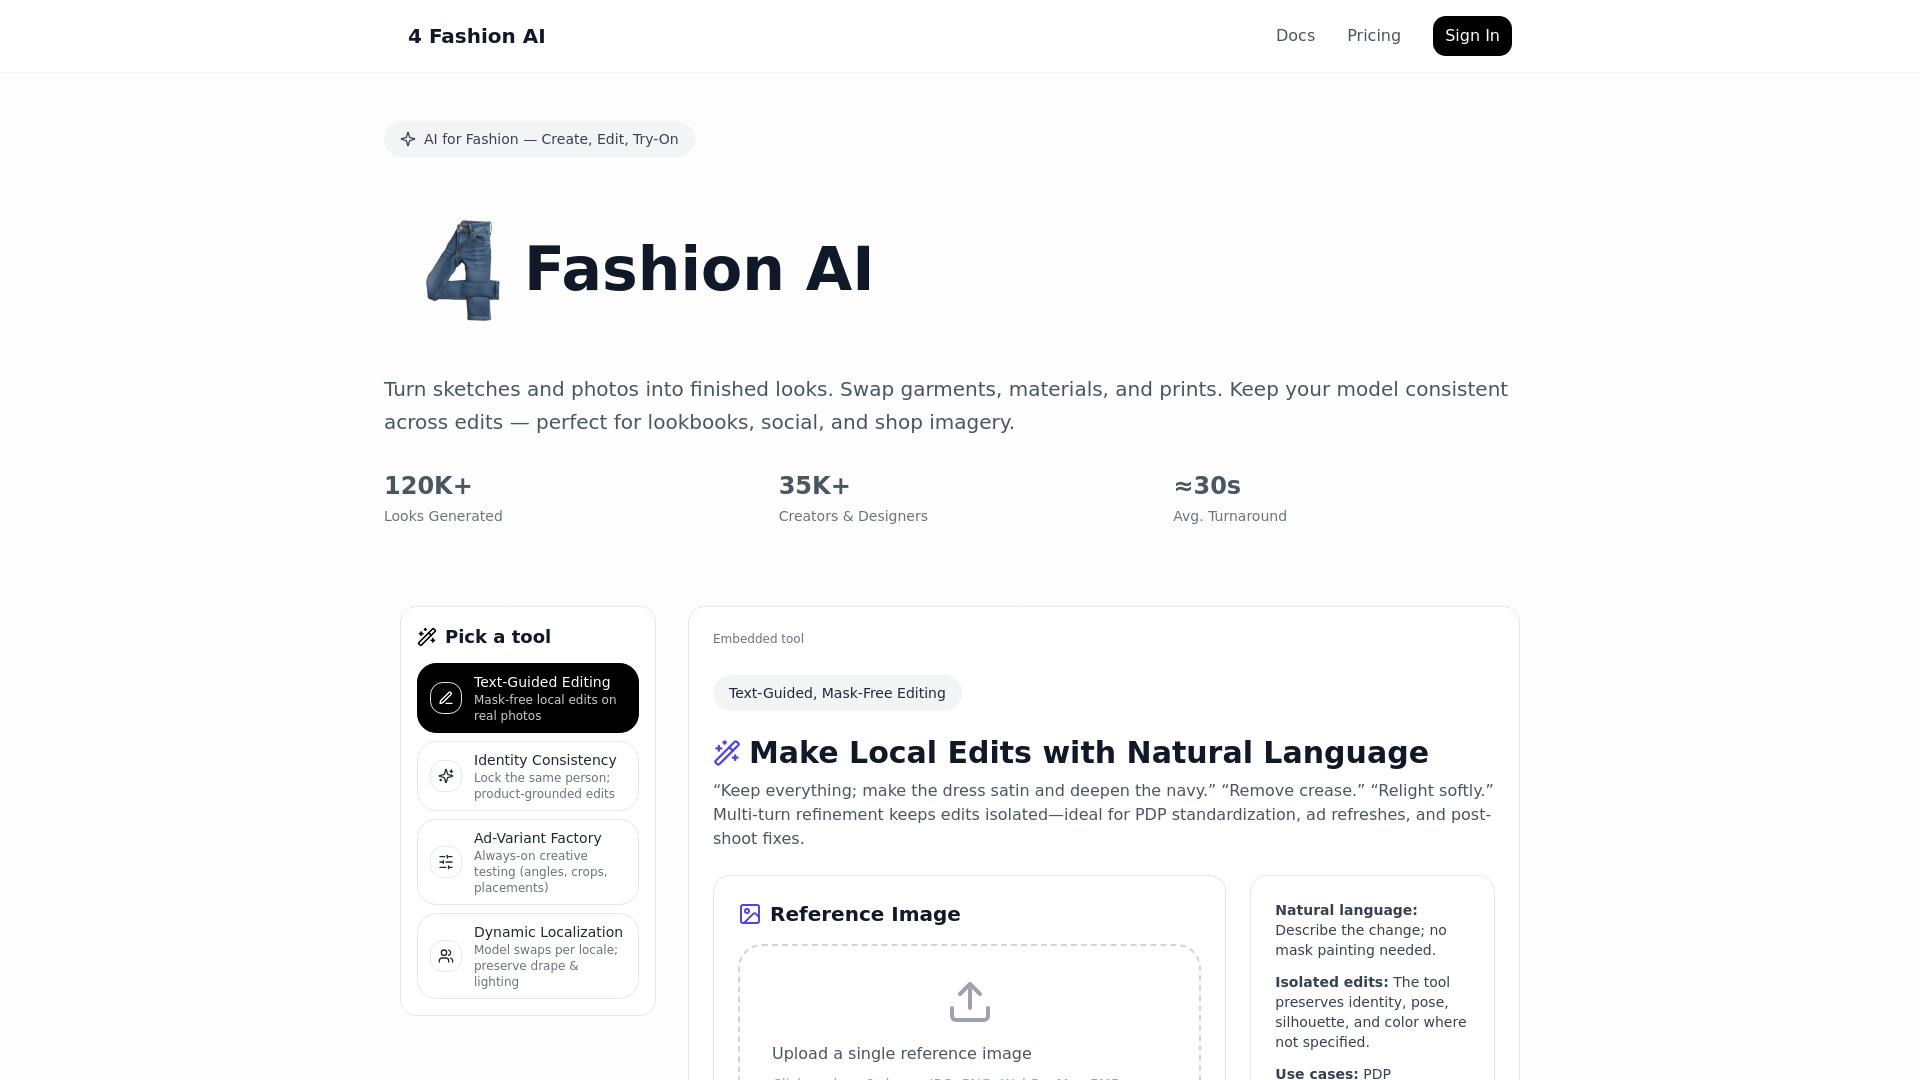 4 Fashion AI
Docs
Pricing
Sign In
AI for Fashion — Create, Edit, Try-On
4 Fashion AI
Turn sketches and photos into finished looks. Swap garments, materials, and prints. Keep your model consistent
across edits — perfect for lookbooks, social, and shop imagery.
120K+
Looks Generated
35K+
Creators & Designers
≈30s
Avg. Turnaround
Pick a tool
Text-Guided Editing
Mask-free local edits on
real photos
Identity Consistency
Lock the same person;
product-grounded edits
Ad-Variant Factory
Always-on creative
testing (angles, crops,
placements)
Dynamic Localization
Model swaps per locale;
preserve drape &
lighting
Embedded tool
Text-Guided, Mask-Free Editing
Make Local Edits with Natural Language
“Keep everything; make the dress satin and deepen the navy.” “Remove crease.” “Relight softly.”
Multi-turn refinement keeps edits isolated—ideal for PDP standardization, ad refreshes, and post-
shoot fixes.
Reference Image
Upload a single reference image
Natural language:
Describe the change; no
mask painting needed.
Isolated edits: The tool
preserves identity, pose,
silhouette, and color where
not specified.
Use cases: PDP